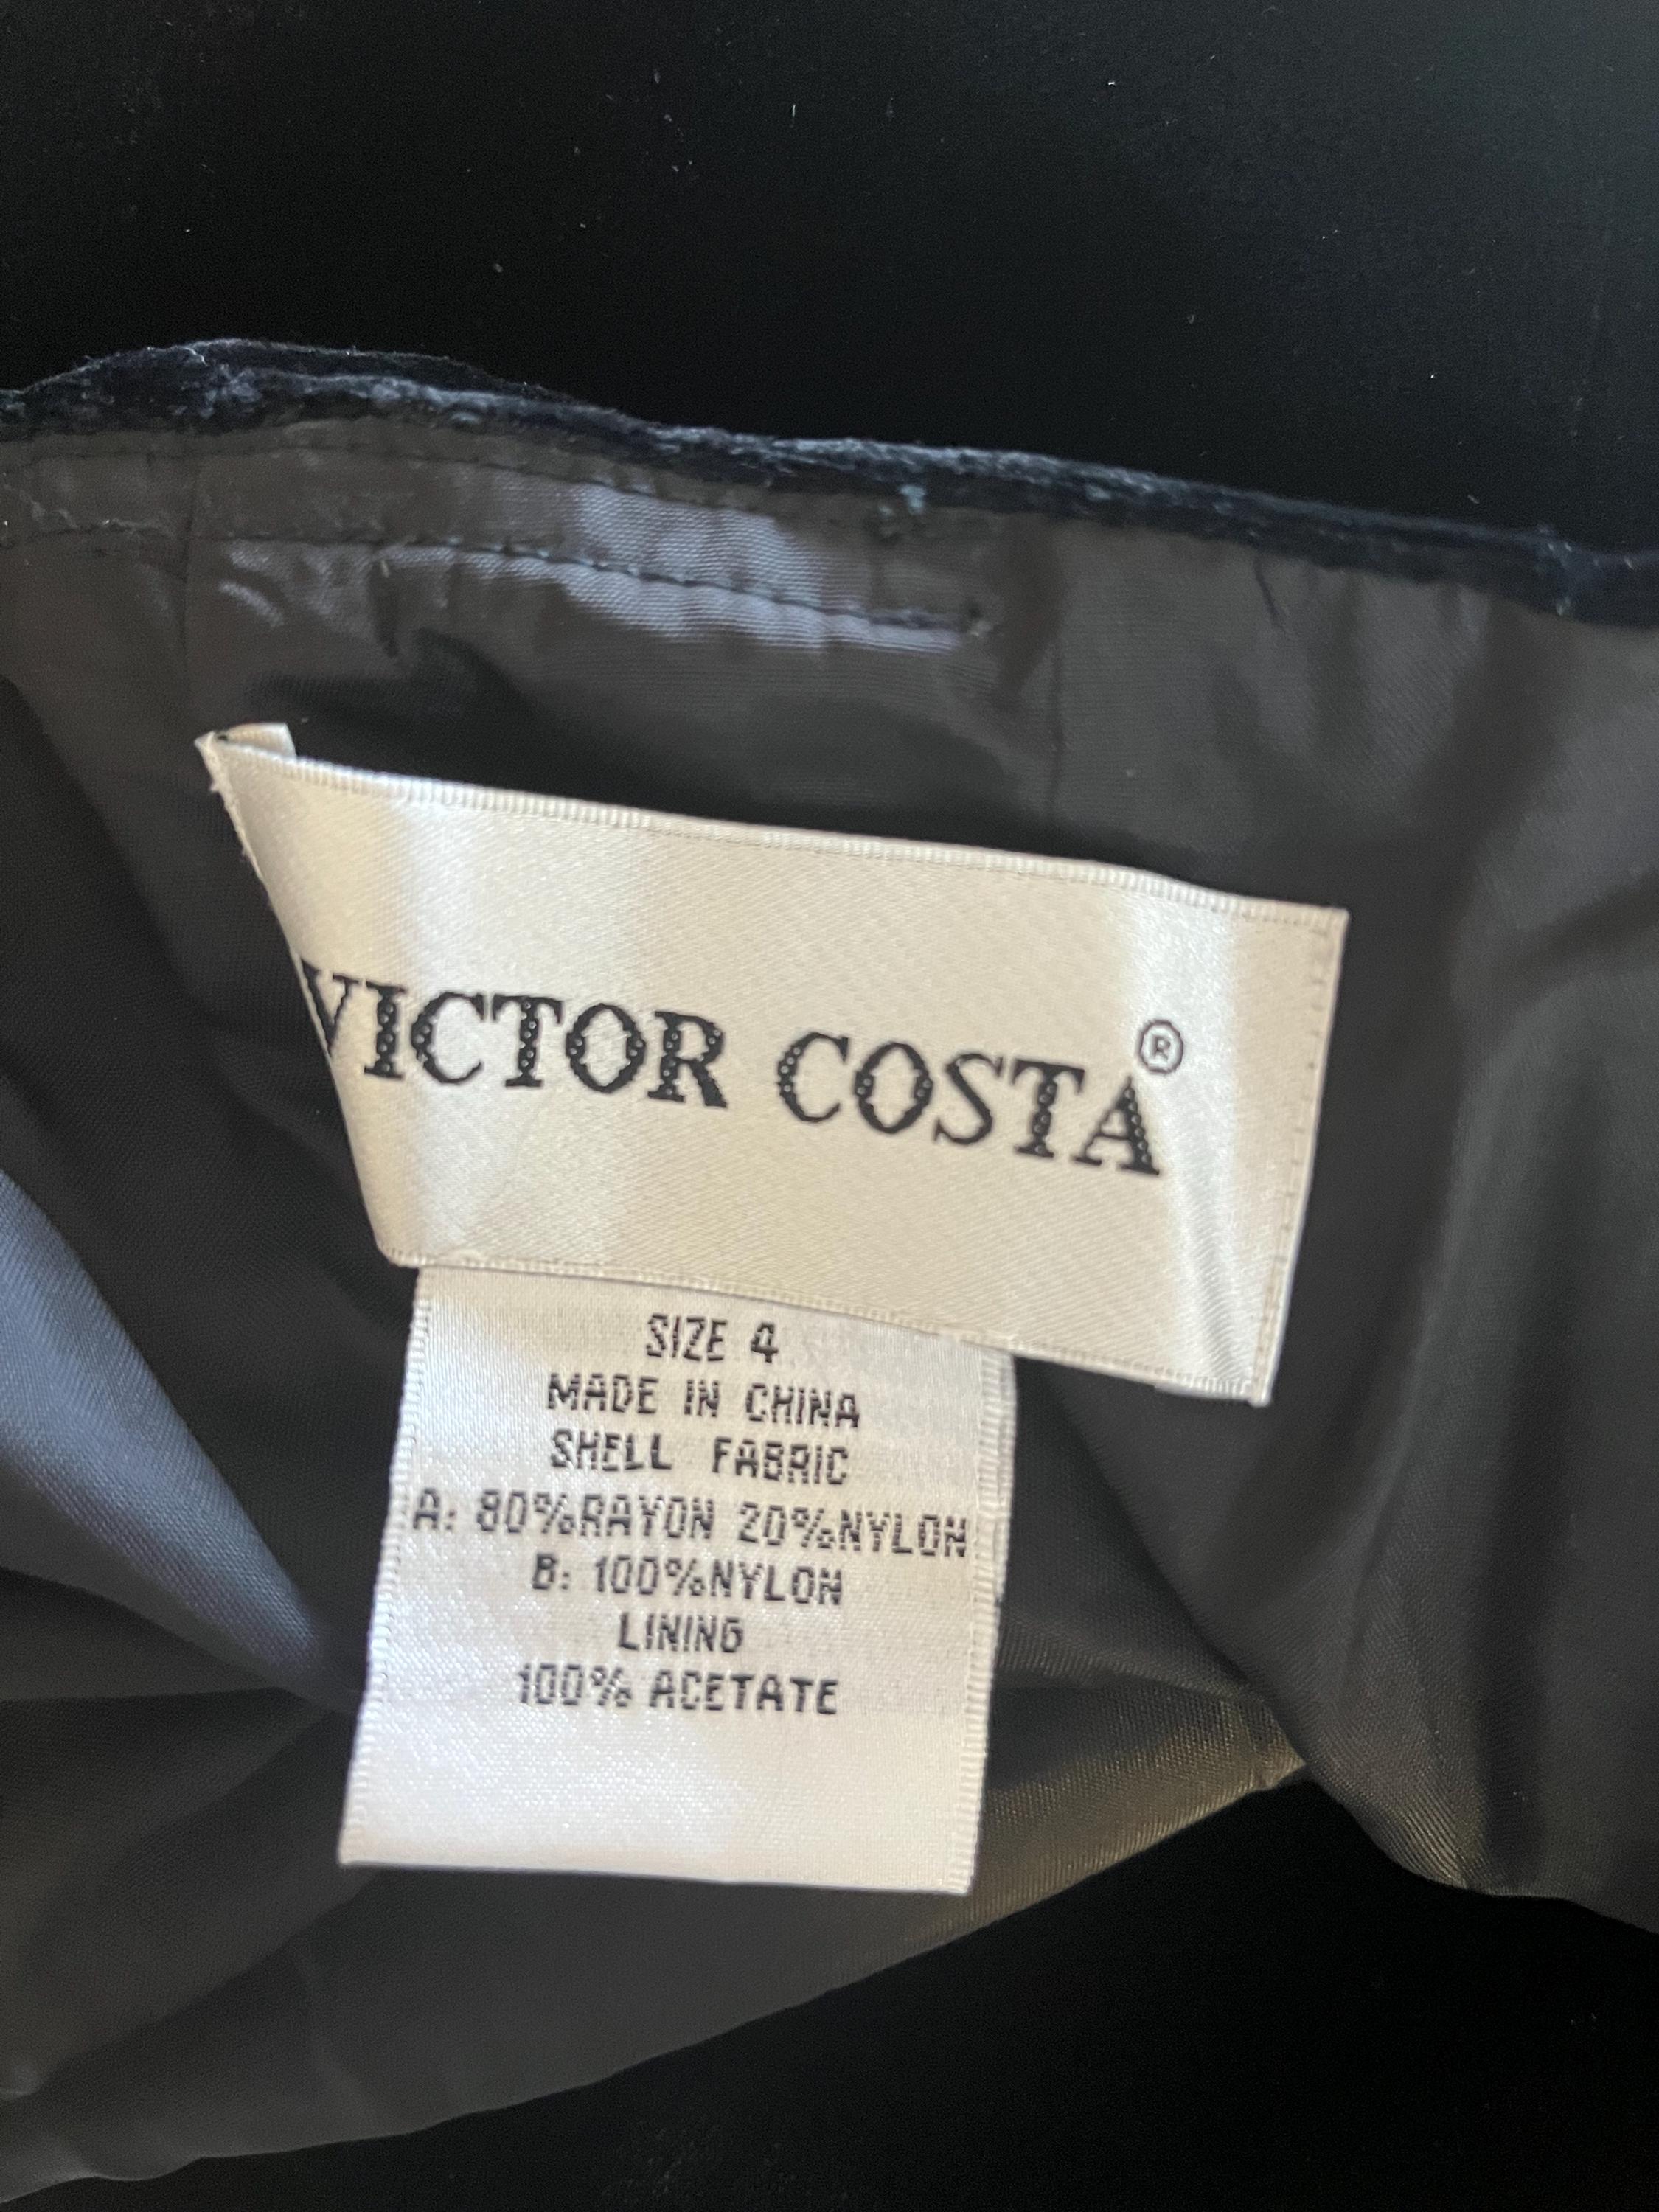 VICTOR COSTA®
SIZE 4
MADE IN CHINA
SHELL FABRIC
A: 80%RAYON 20%NYLON
B: 100%NYLON
LINING
100% ACETATE